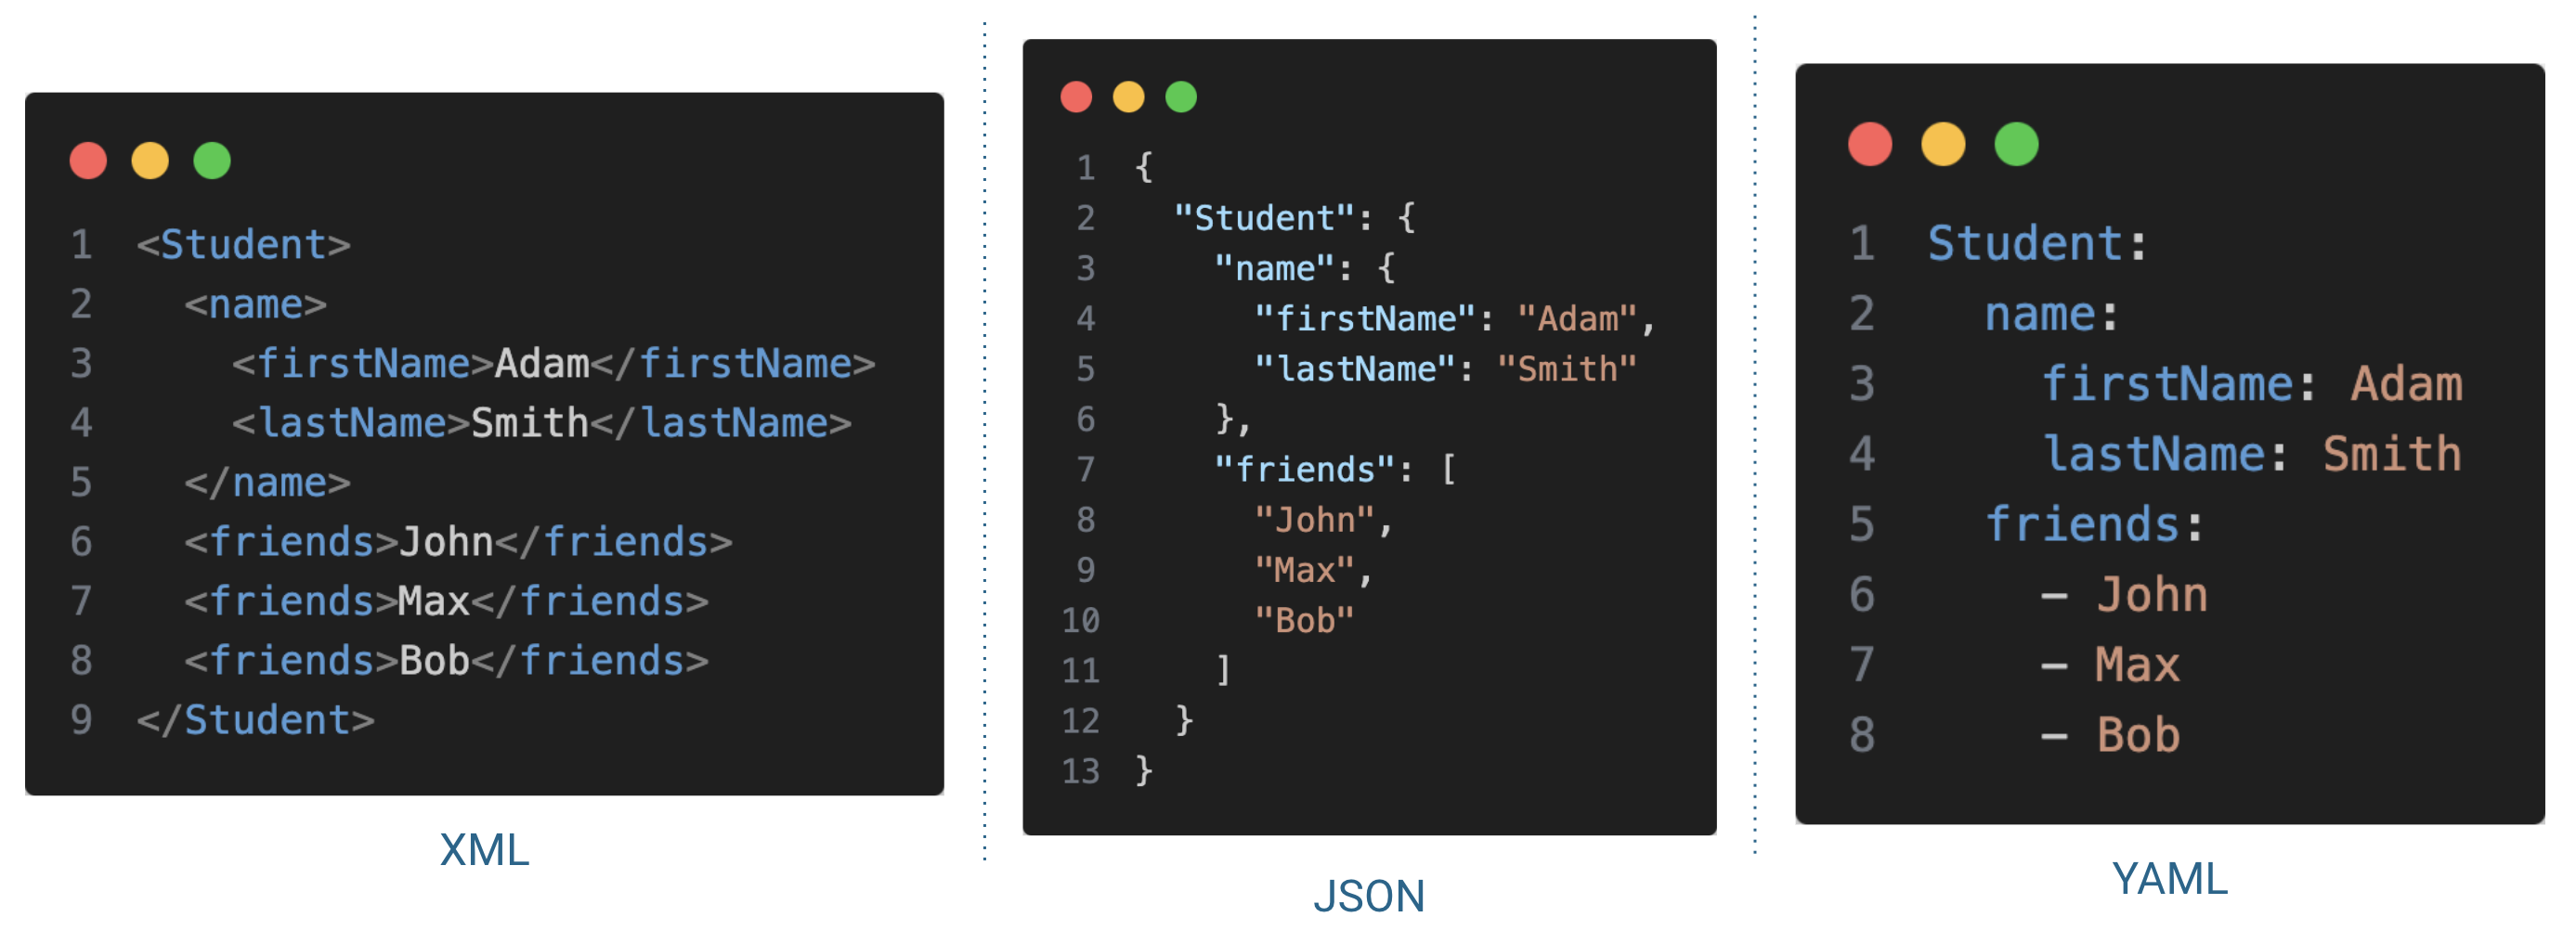 1 <Student>
2   <name>
3     <firstName>Adam</firstName>
4     <lastName>Smith</lastName>
5   </name>
6   <friends>John</friends>
7   <friends>Max</friends>
8   <friends>Bob</friends>
9 </Student>
XML
1 {
2   "Student": {
3     "name": {
4       "firstName": "Adam",
5       "lastName": "Smith"
6     },
7     "friends": [
8       "John",
9       "Max",
10       "Bob"
11     ]
12   }
13 }
JSON
1 Student:
2   name:
3     firstName: Adam
4     lastName: Smith
5   friends:
6     - John
7     - Max
8     - Bob
YAML